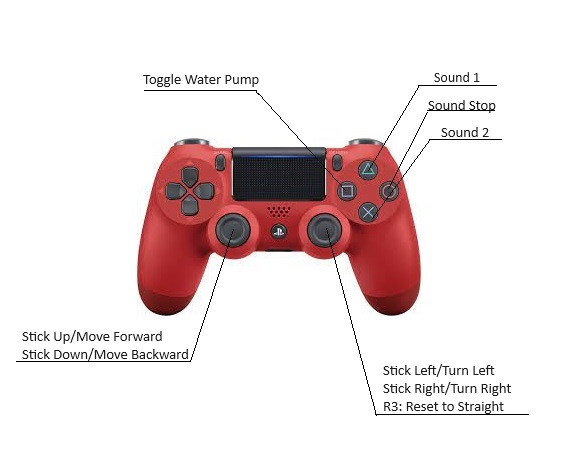 Toggle Water Pump
Sound 1
Sound Stop
Sound 2
Stick Up/Move Forward
Stick Down/Move Backward
Stick Left/Turn Left
Stick Right/Turn Right
R3: Reset to Straight